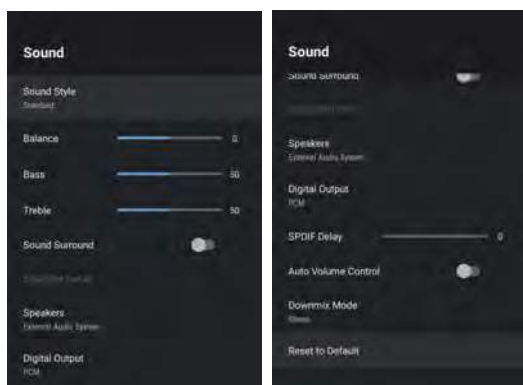 Sound
Sound Style
Standard
Balance 0
Bass 50
Treble 50
Sound Surround
Speakers
External Audio System
Digital Output
PCM
Sound
Sound Surround
Speakers
External Audio System
Digital Output
PCM
SPDIF Delay 0
Auto Volume Control
Downmix Mode
Stereo
Reset to Default